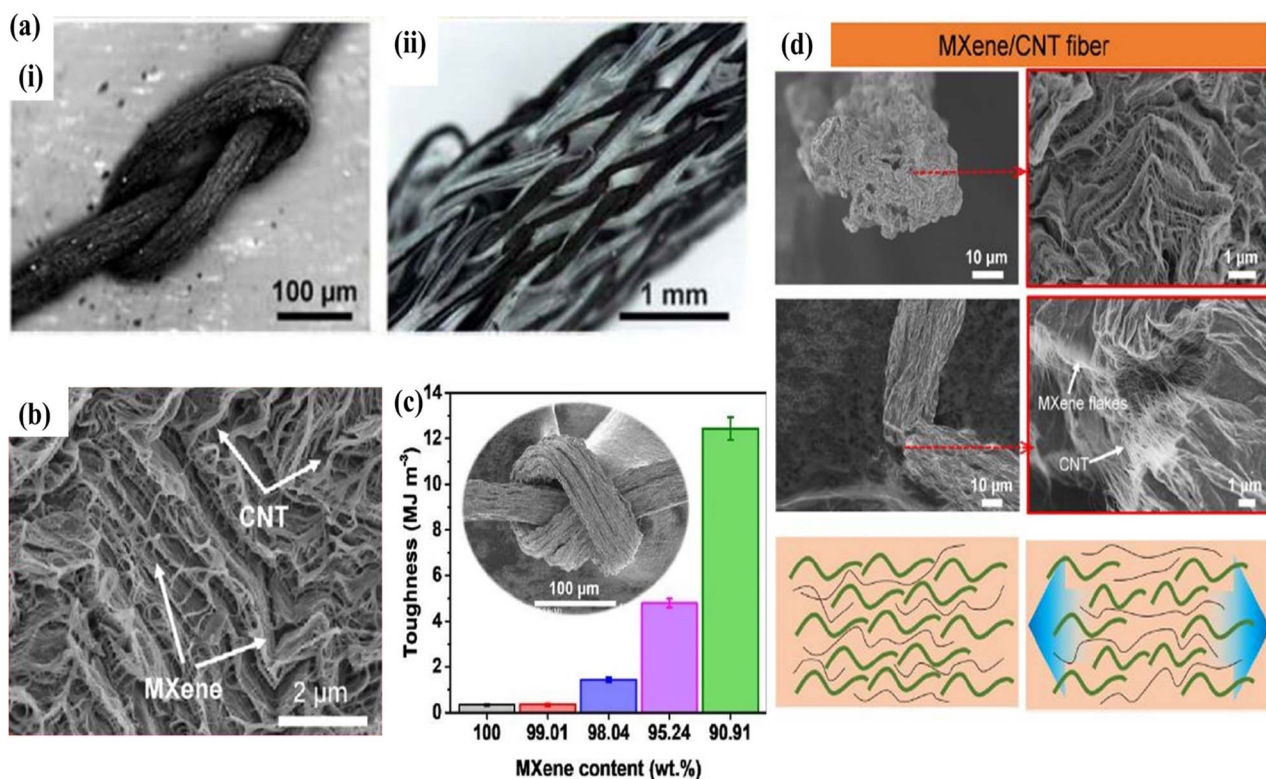 (a)
(i)
100 µm
(ii)
1 mm
(b)
CNT
MXene
2 µm
(c)
Toughness (MJ m⁻³)
14
12
10
8
6
4
2
0
100 µm
100
99.01
98.04
95.24
90.91
MXene content (wt.%)
(d)
MXene/CNT fiber
10 µm
1 µm
10 µm
MXene flakes
CNT
1 µm